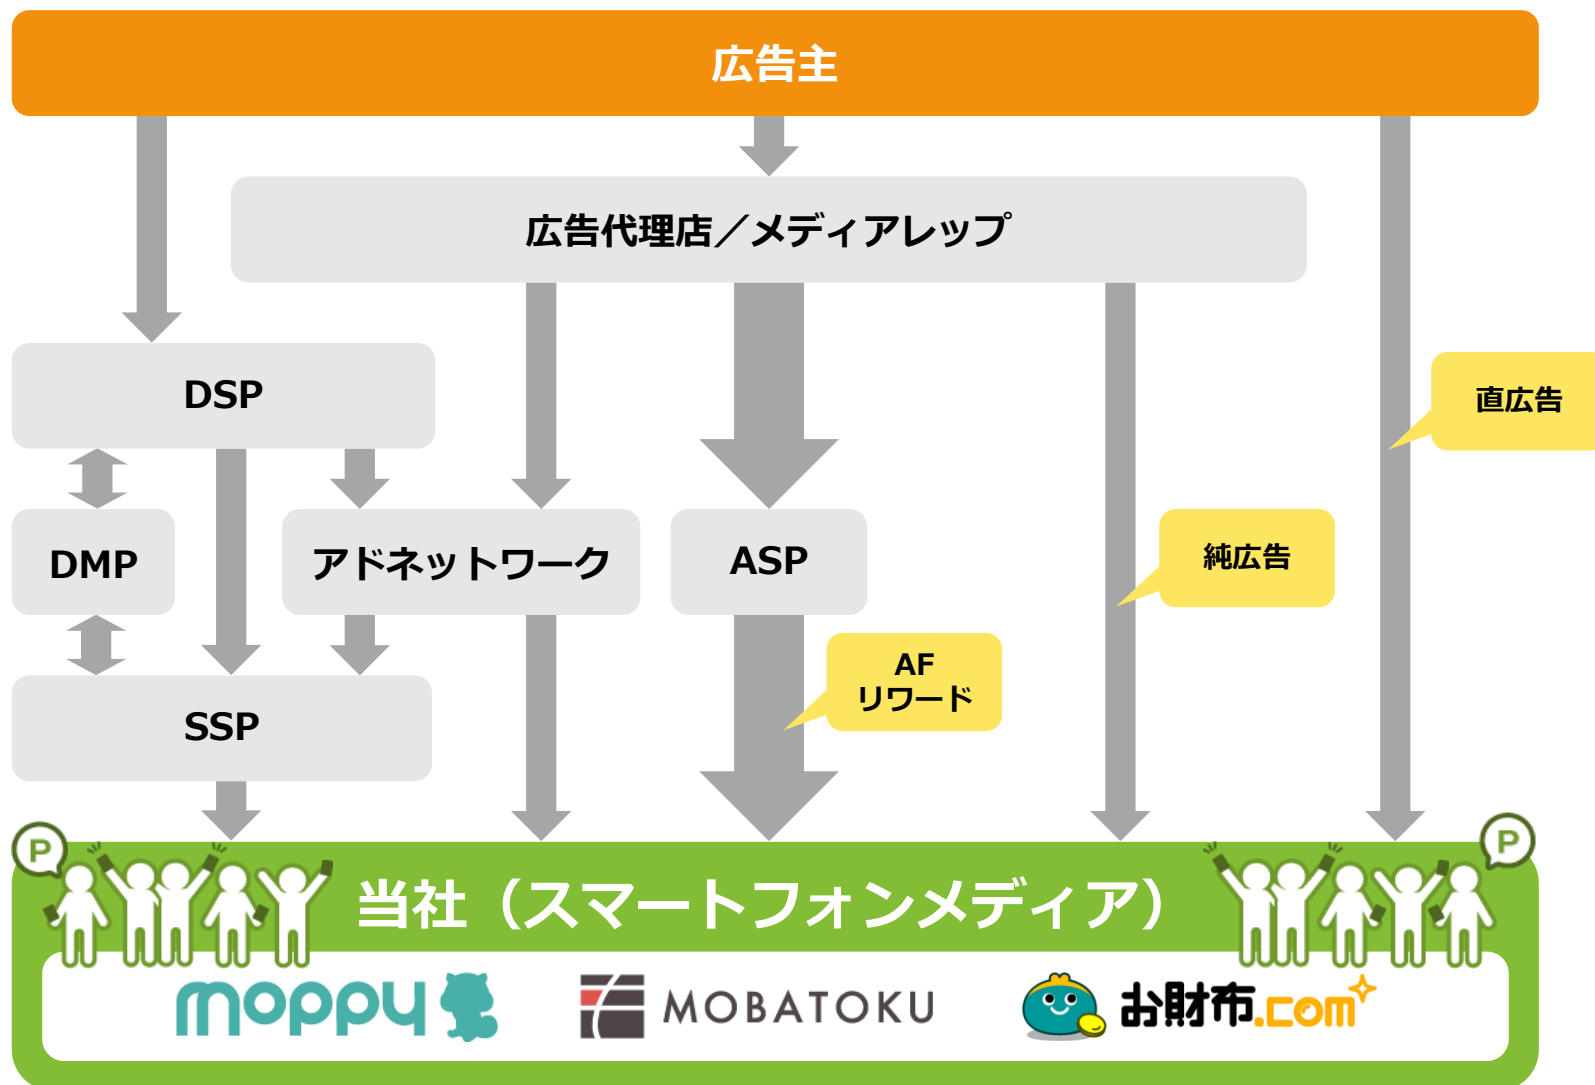 広告主
広告代理店／メディアレップ
DSP
直広告
DMP
アドネットワーク
ASP
純広告
AF
リワード
SSP
P
P
当社（スマートフォンメディア）
moppy
MOBATOKU
お財布.com